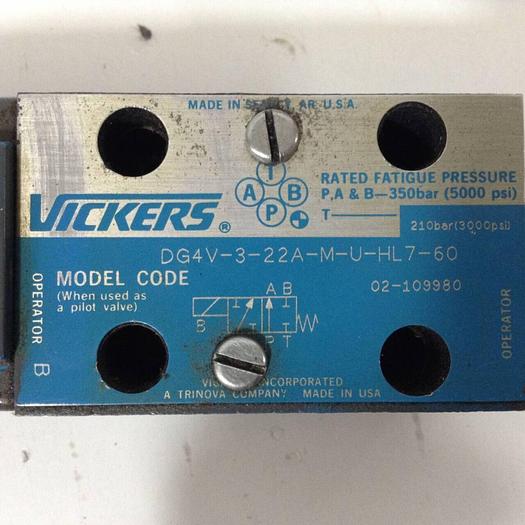 MADE IN AR. U.S.A.
T
A B
P
RATED FATIGUE PRESSURE
P,A & B—350bar (5000 psi)
T
210bar(3000psi)
VICKERS®
DG4V-3-22A-M-U-HL7-60
MODEL CODE
(When used as
a pilot valve)
02-109980
A B
B
P T
OPERATOR B
OPERATOR
INCORPORATED
A TRINOVA COMPANY MADE IN USA